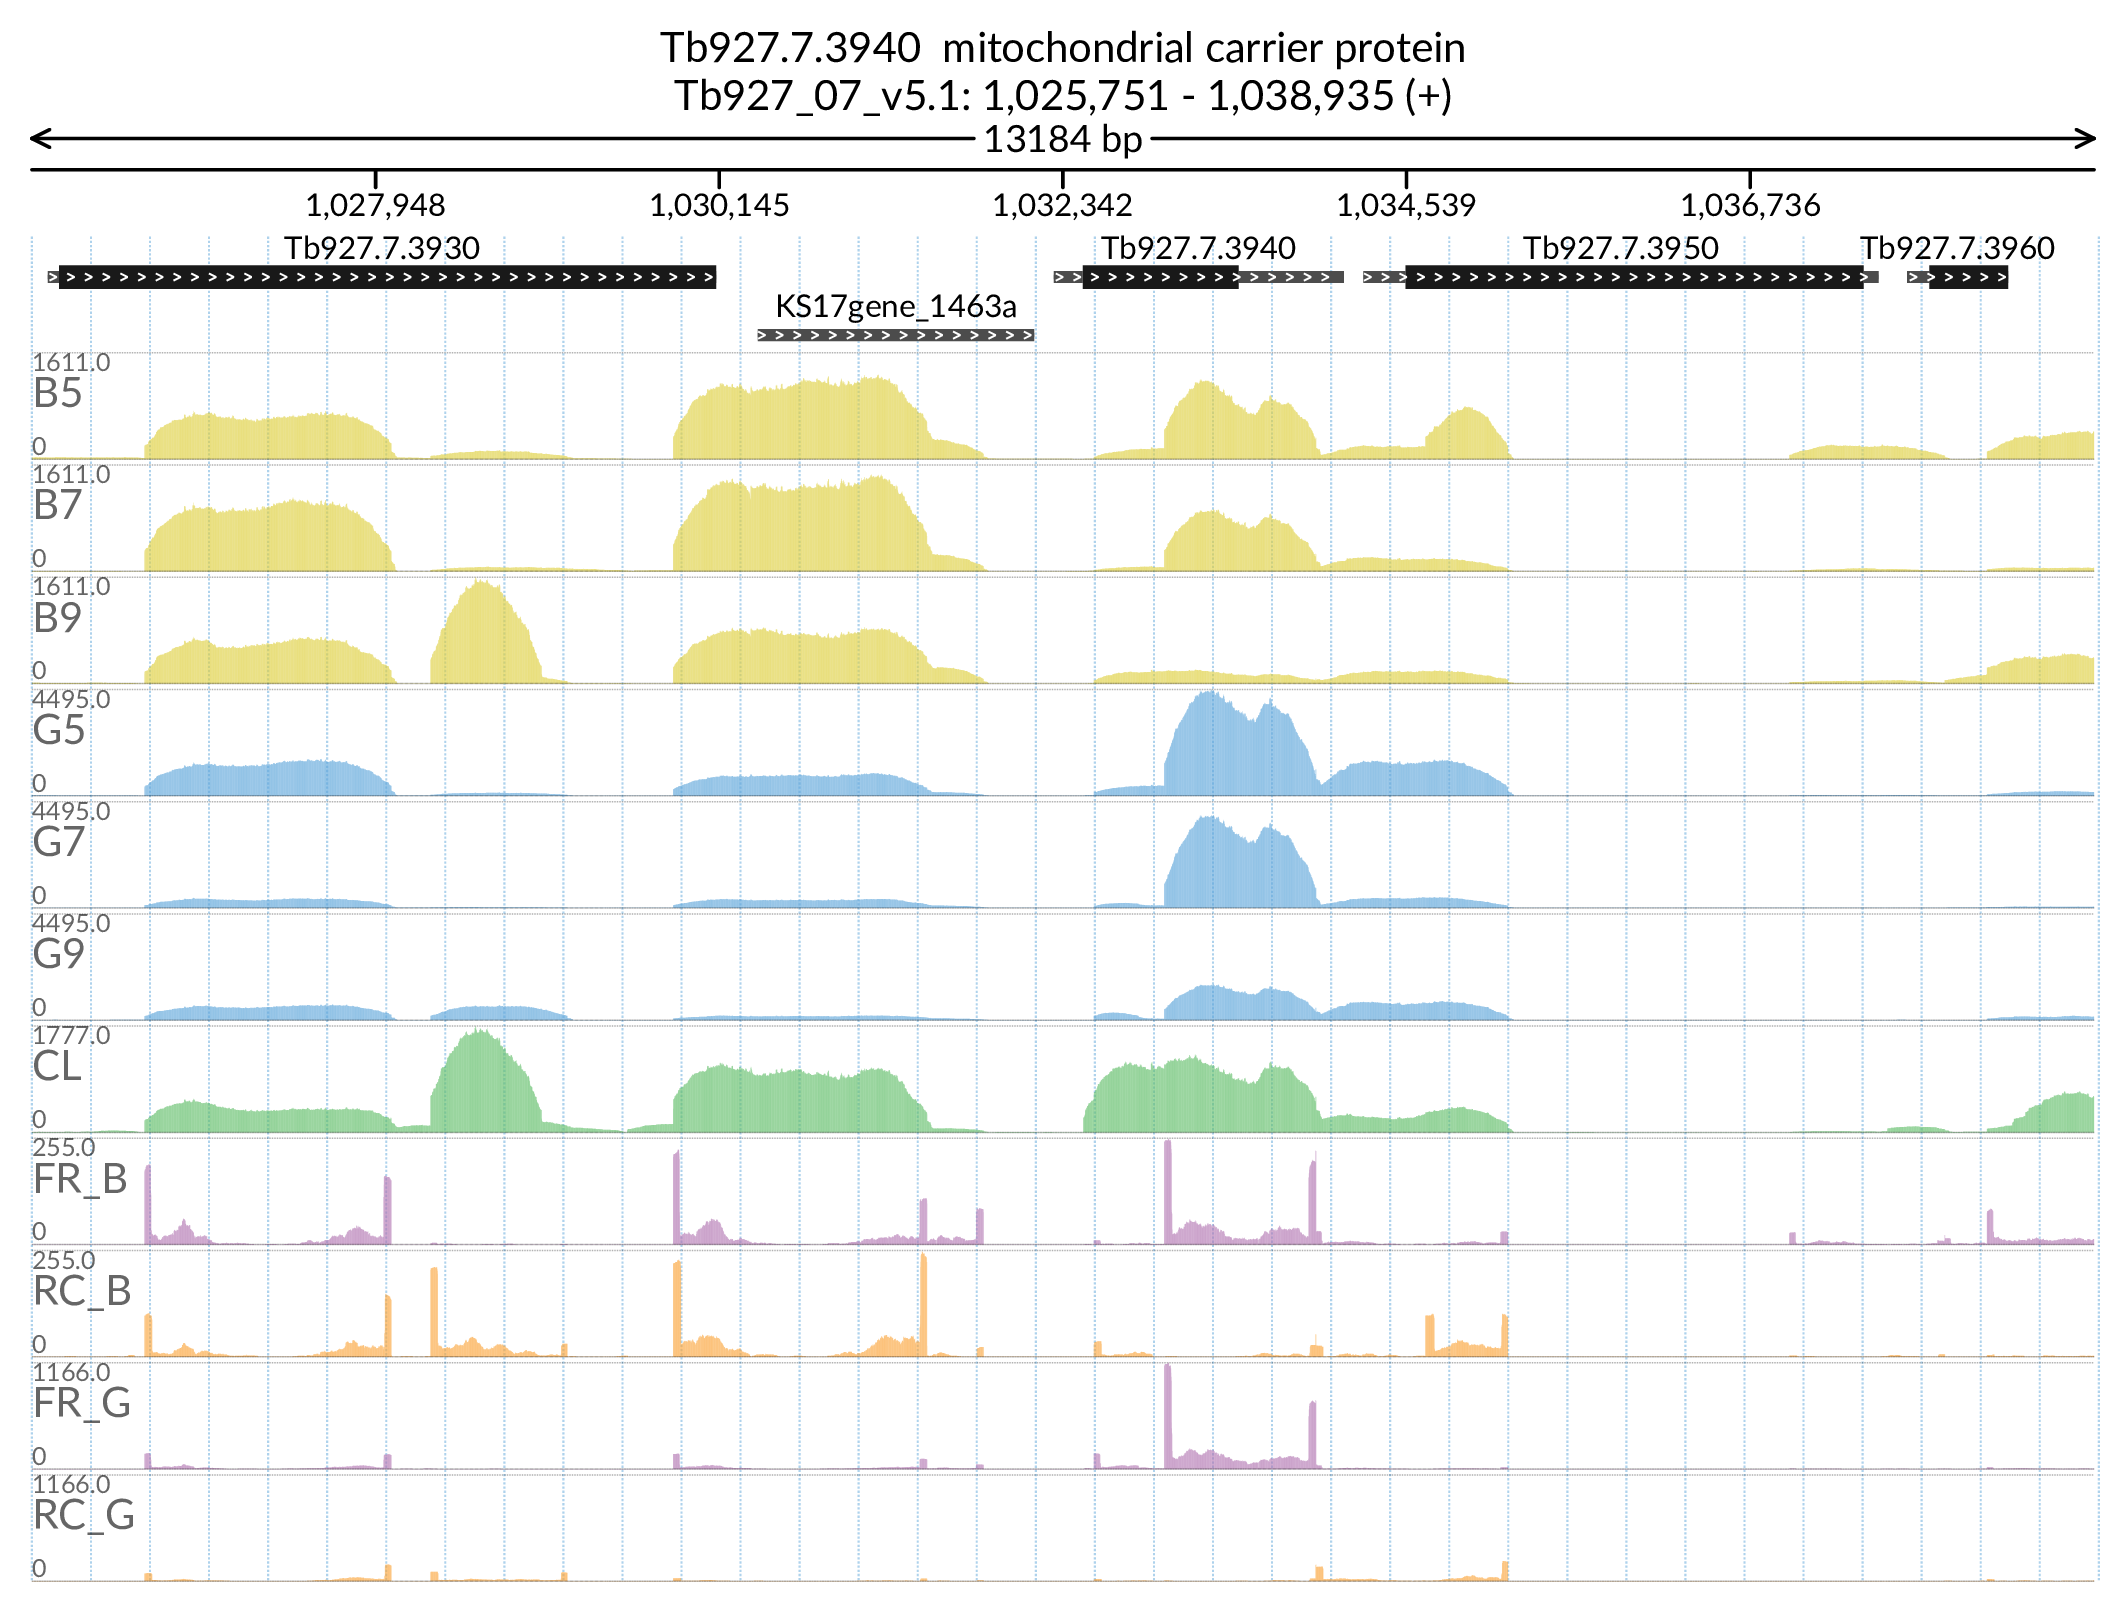 Tb927.7.3940 mitochondrial carrier protein
Tb927_07_v5.1: 1,025,751 - 1,038,935 (+)
13184 bp
1,027,948 1,030,145 1,032,342 1,034,539 1,036,736
Tb927.7.3930 Tb927.7.3940 Tb927.7.3950 Tb927.7.3960
KS17gene_1463a
1611.0
B5
0
1611.0
B7
0
1611.0
B9
0
4495.0
G5
0
4495.0
G7
0
4495.0
G9
0
1777.0
CL
0
255.0
FR_B
0
255.0
RC_B
0
1166.0
FR_G
0
1166.0
RC_G
0